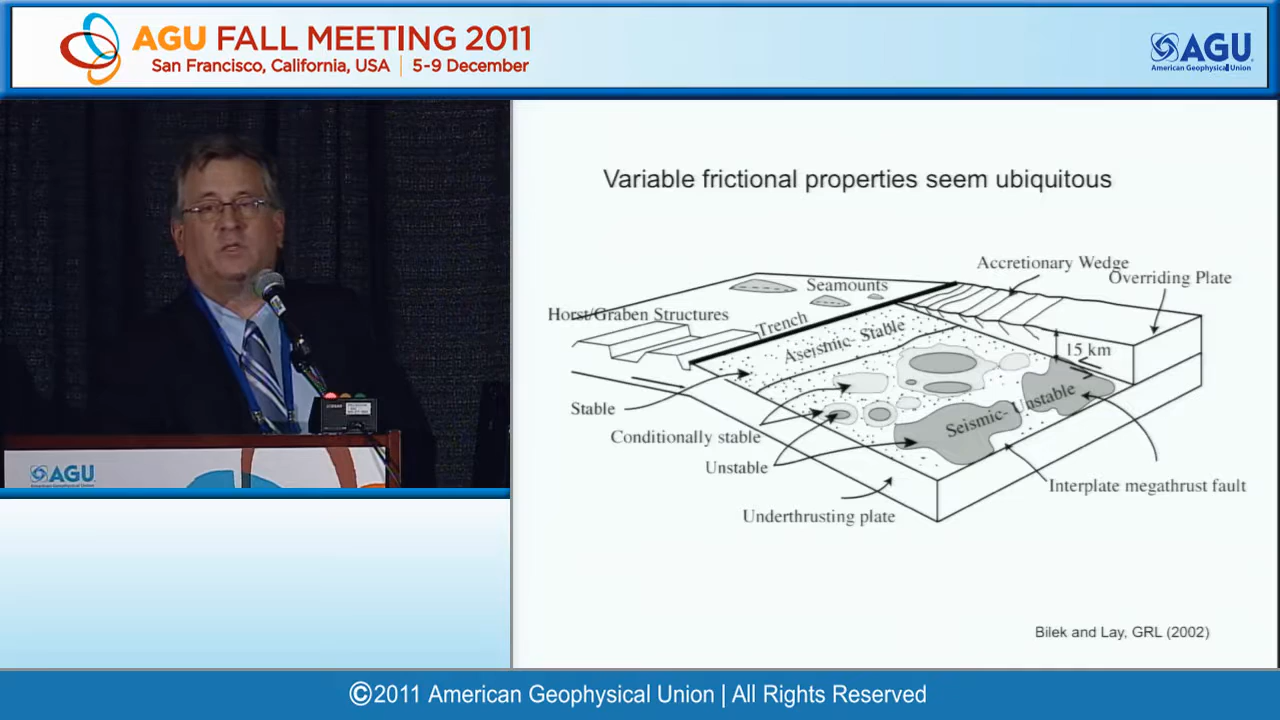 AGU FALL MEETING 2011
San Francisco, California, USA | 5-9 December
AGU
American Geophysical Union
Variable frictional properties seem ubiquitous
Accretionary Wedge
Overriding Plate
Seamounts
Horst/Graben Structures
Trench
Aseismic- Stable
15 km
Stable
Seismic- Unstable
Conditionally stable
Unstable
Interplate megathrust fault
Underthrusting plate
Bilek and Lay, GRL (2002)
AGU
American Geophysical Union
©2011 American Geophysical Union | All Rights Reserved